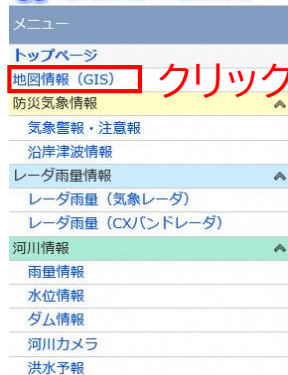 メニュー
トップページ
地図情報（GIS） クリック
防災気象情報
気象警報・注意報
沿岸津波情報
レーダ雨量情報
レーダ雨量（気象レーダ）
レーダ雨量（CXバンドレーダ）
河川情報
雨量情報
水位情報
ダム情報
河川カメラ
洪水予報